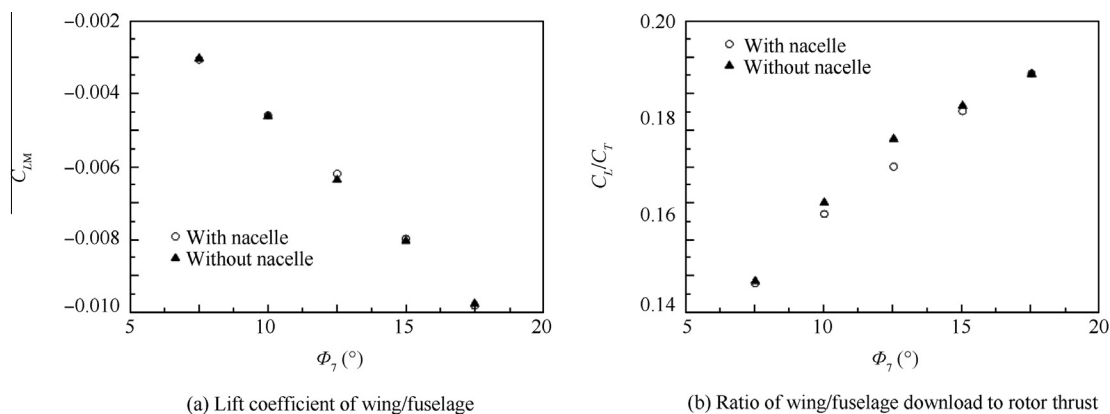 −0.002
−0.004
−0.006
−0.008
−0.010
C_LM
With nacelle
Without nacelle
5
10
15
20
Φ₇ (°)
(a) Lift coefficient of wing/fuselage
0.20
0.18
0.16
0.14
C_L/C_T
With nacelle
Without nacelle
5
10
15
20
Φ₇ (°)
(b) Ratio of wing/fuselage download to rotor thrust